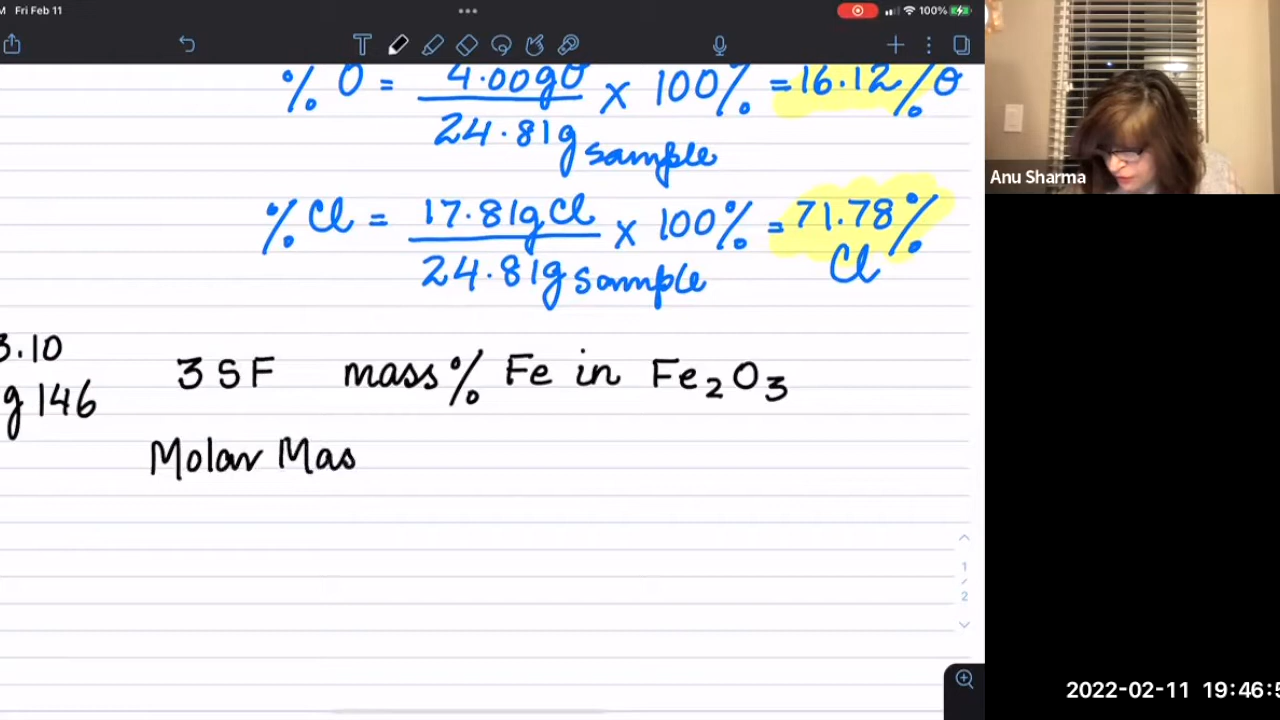 Fri Feb 11
100%
% O = 4.00g O / 24.81g sample x 100% = 16.12% O
% Cl = 17.81g Cl / 24.81g sample x 100% = 71.78% Cl
3.10
g 146
3 SF mass % Fe in Fe₂O₃
Molar Mas
Anu Sharma
1
2
2022-02-11 19:46:5